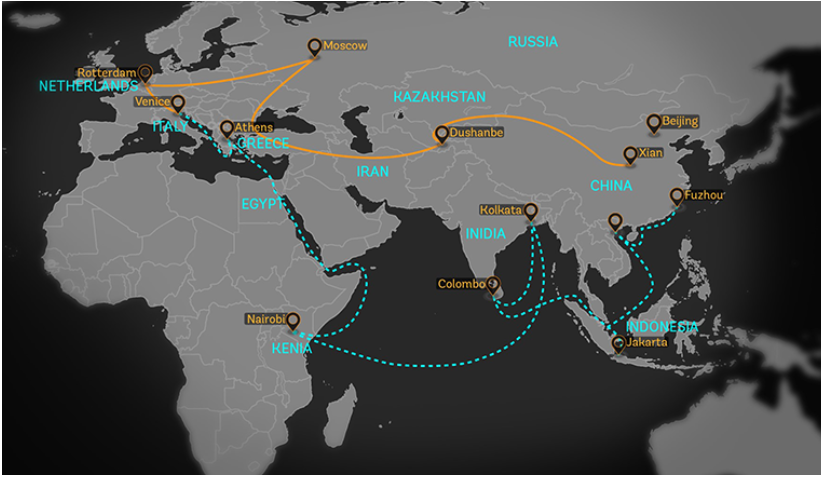 RUSSIA
Moscow
Rotterdam
NETHERLANDS
KAZAKHSTAN
Venice
ITALY
Athens
GREECE
Dushanbe
Beijing
Xian
IRAN
CHINA
Fuzhou
EGYPT
Kolkata
INIDIA
Colombo
Nairobi
KENIA
INDONESIA
Jakarta